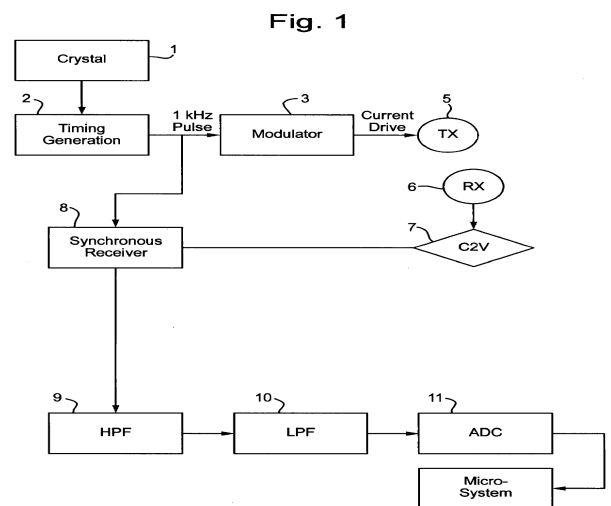 Fig. 1
1
Crystal
2
Timing
Generation
1 kHz
Pulse
3
Modulator
Current
Drive
5
TX
6
RX
7
C2V
8
Synchronous
Receiver
9
HPF
10
LPF
11
ADC
Micro-
System